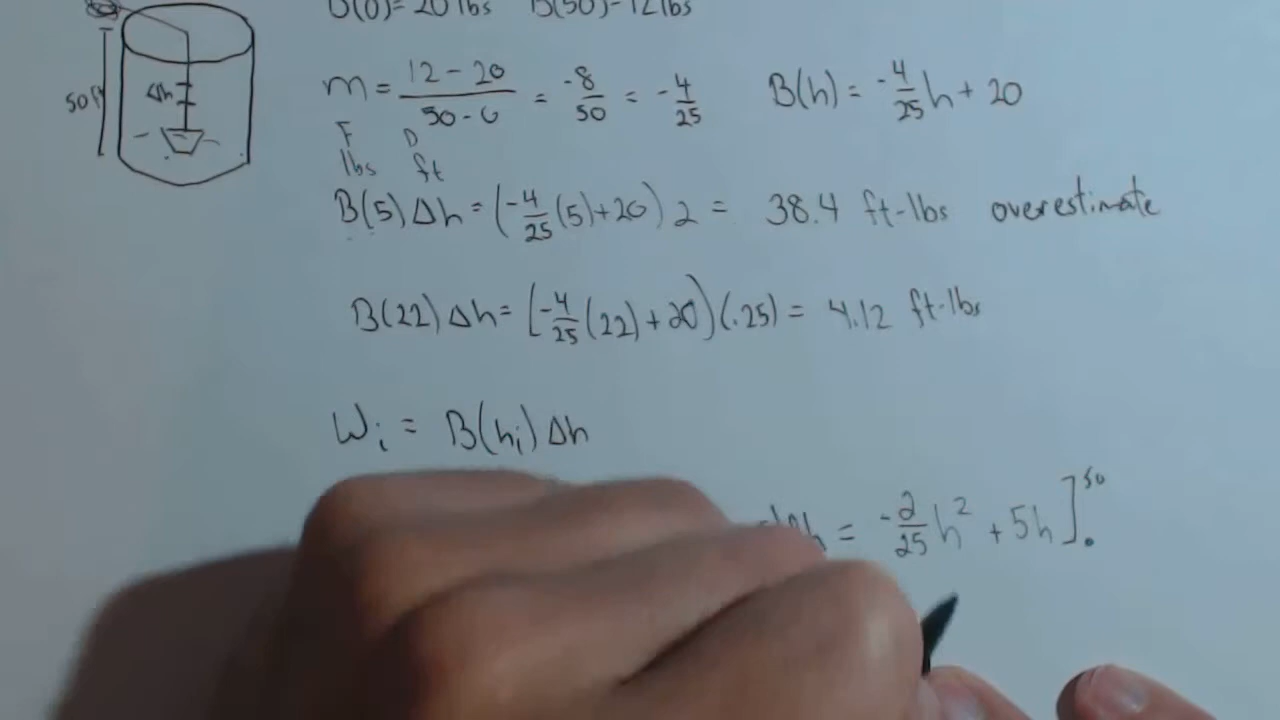 B(0)= 20 lbs B(50)= 12 lbs
m = 12 - 20 / 50 - 0 = -8/50 = -4/25 B(h) = -4/25 h + 20
50 ft Δh
F D
lbs ft
B(5) Δh = (-4/25 (5)+20) 2 = 38.4 ft-lbs overestimate
B(22) Δh = (-4/25 (22) + 20)(.25) = 4.12 ft-lbs
Wi = B(hi) Δh
= -2/25 h² + 5h ]₀⁵⁰